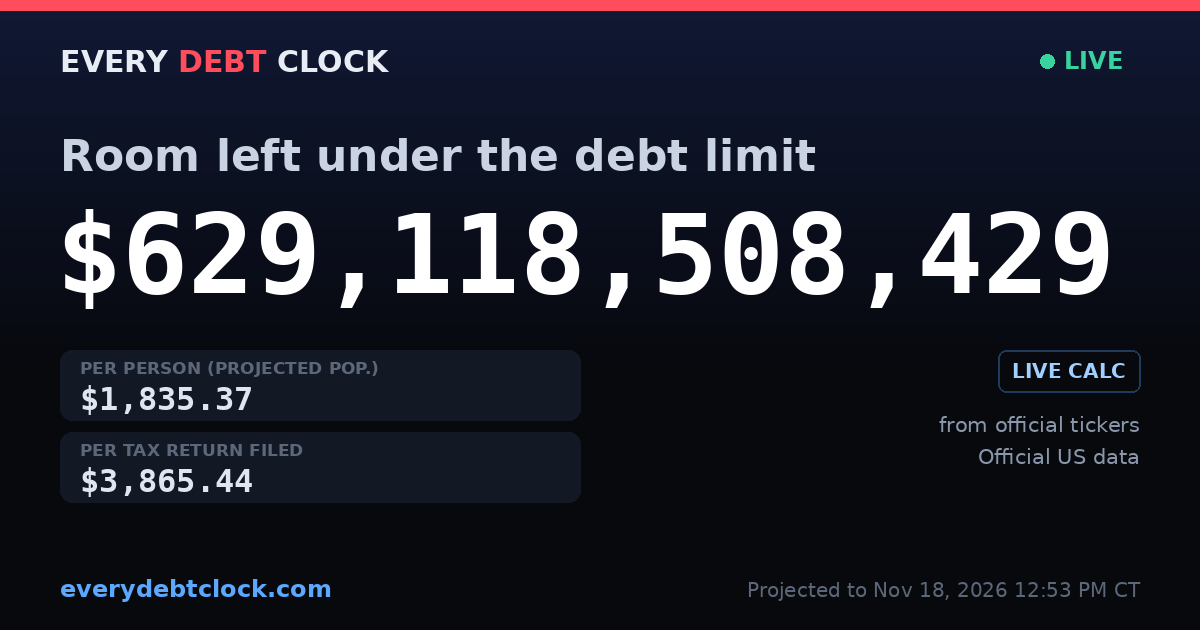 EVERY DEBT CLOCK
LIVE
Room left under the debt limit
$629,118,508,429
PER PERSON (PROJECTED POP.)
$1,835.37
PER TAX RETURN FILED
$3,865.44
LIVE CALC
from official tickers
Official US data
everydebtclock.com
Projected to Nov 18, 2026 12:53 PM CT